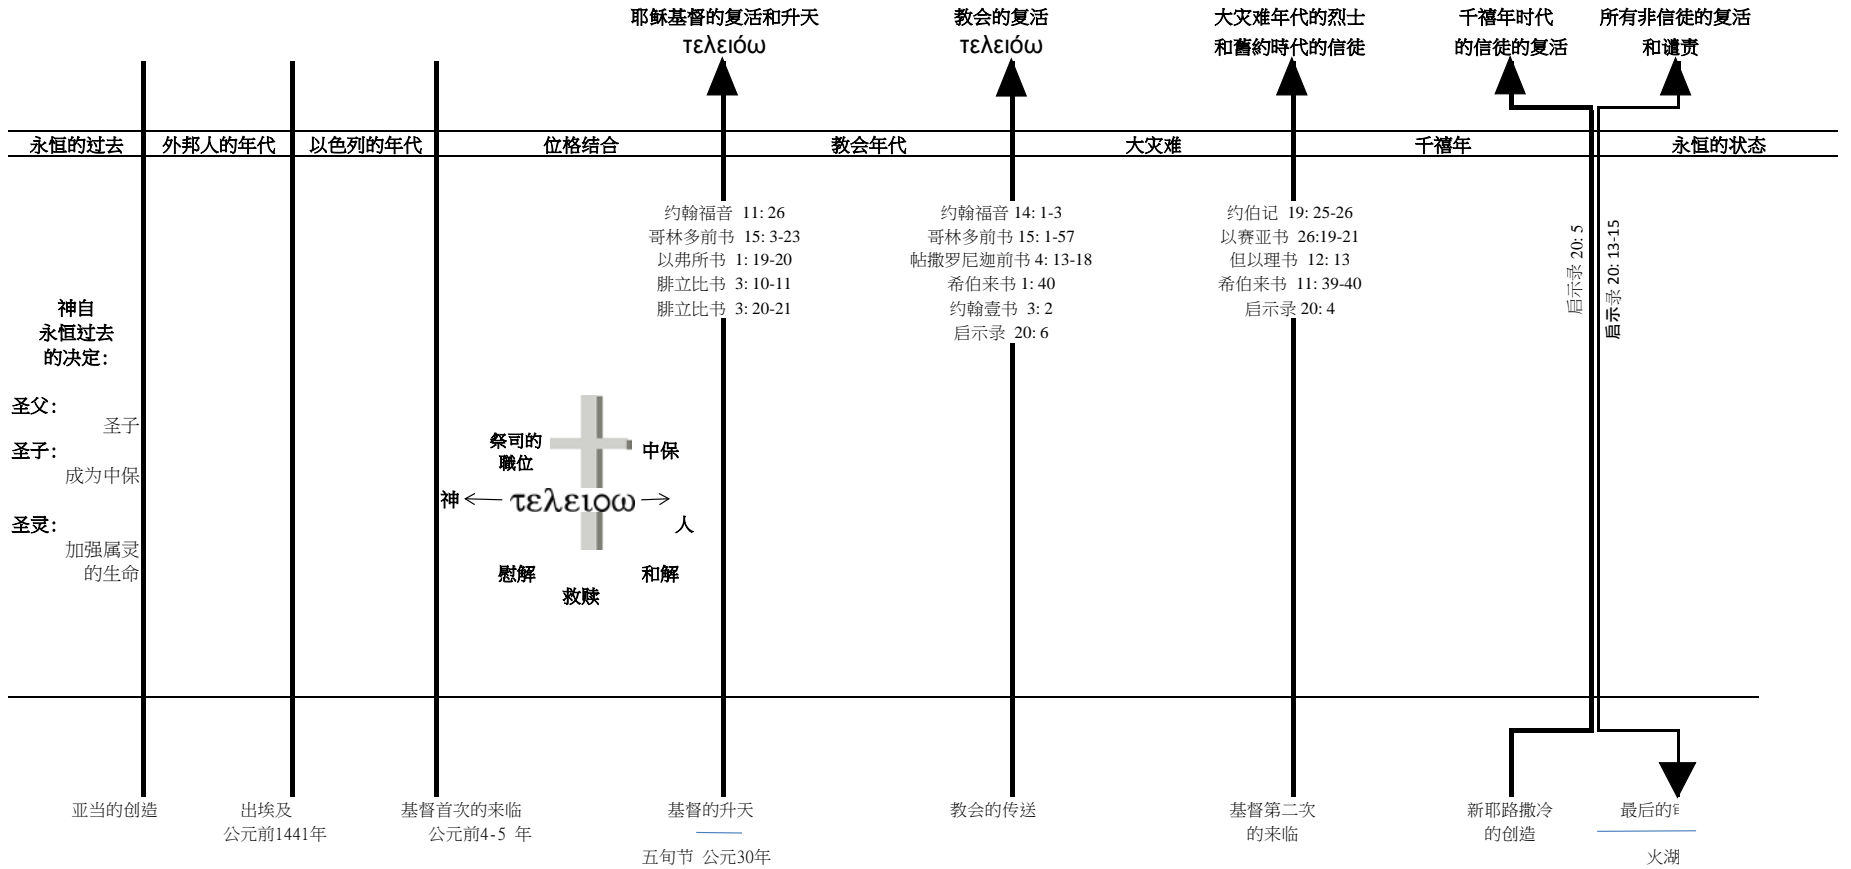 耶稣基督的复活和升天
τελειόω
教会的复活
τελειόω
大灾难年代的烈士
和舊約時代的信徒
千禧年时代
的信徒的复活
所有非信徒的复活
和谴责
永恒的过去
外邦人的年代
以色列的年代
位格结合
教会年代
大灾难
千禧年
永恒的状态
约翰福音 11: 26
哥林多前书 15: 3-23
以弗所书 1: 19-20
腓立比书 3: 10-11
腓立比书 3: 20-21
约翰福音 14: 1-3
哥林多前书 15: 1-57
帖撒罗尼迦前书 4: 13-18
希伯来书 1: 40
约翰壹书 3: 2
启示录 20: 6
约伯记 19: 25-26
以赛亚书 26:19-21
但以理书 12: 13
希伯来书 11: 39-40
启示录 20: 4
启示录 20: 5
启示录 20: 13-15
神自
永恒过去
的决定:
圣父:
圣子
圣子:
成为中保
圣灵:
加强属灵
的生命
祭司的
職位
中保
神
τελειοω
人
慰解
和解
救赎
亚当的创造
出埃及
公元前1441年
基督首次的来临
公元前4-5 年
基督的升天
五旬节 公元30年
教会的传送
基督第二次
的来临
新耶路撒冷
的创造
最后的
火湖